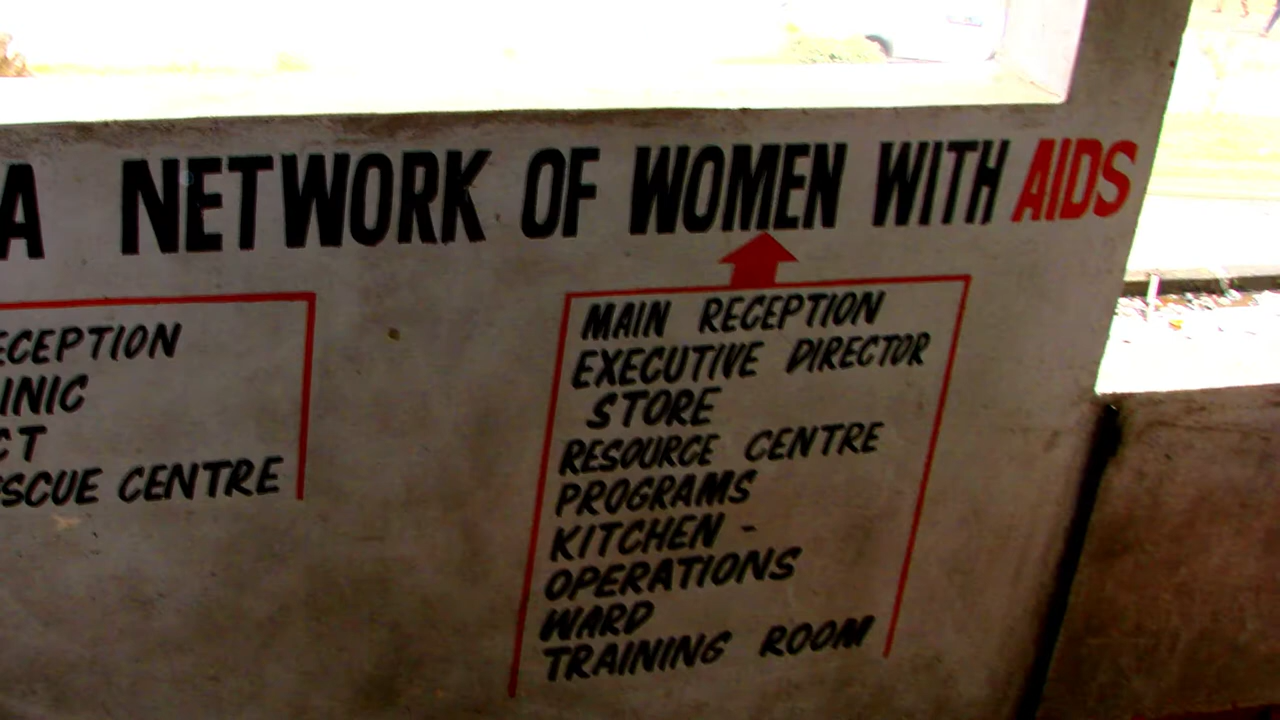 A NETWORK OF WOMEN WITH AIDS
ECEPTION
INIC
CT
SCUE CENTRE
MAIN RECEPTION
EXECUTIVE DIRECTOR
STORE
RESOURCE CENTRE
PROGRAMS
KITCHEN -
OPERATIONS
WARD
TRAINING ROOM